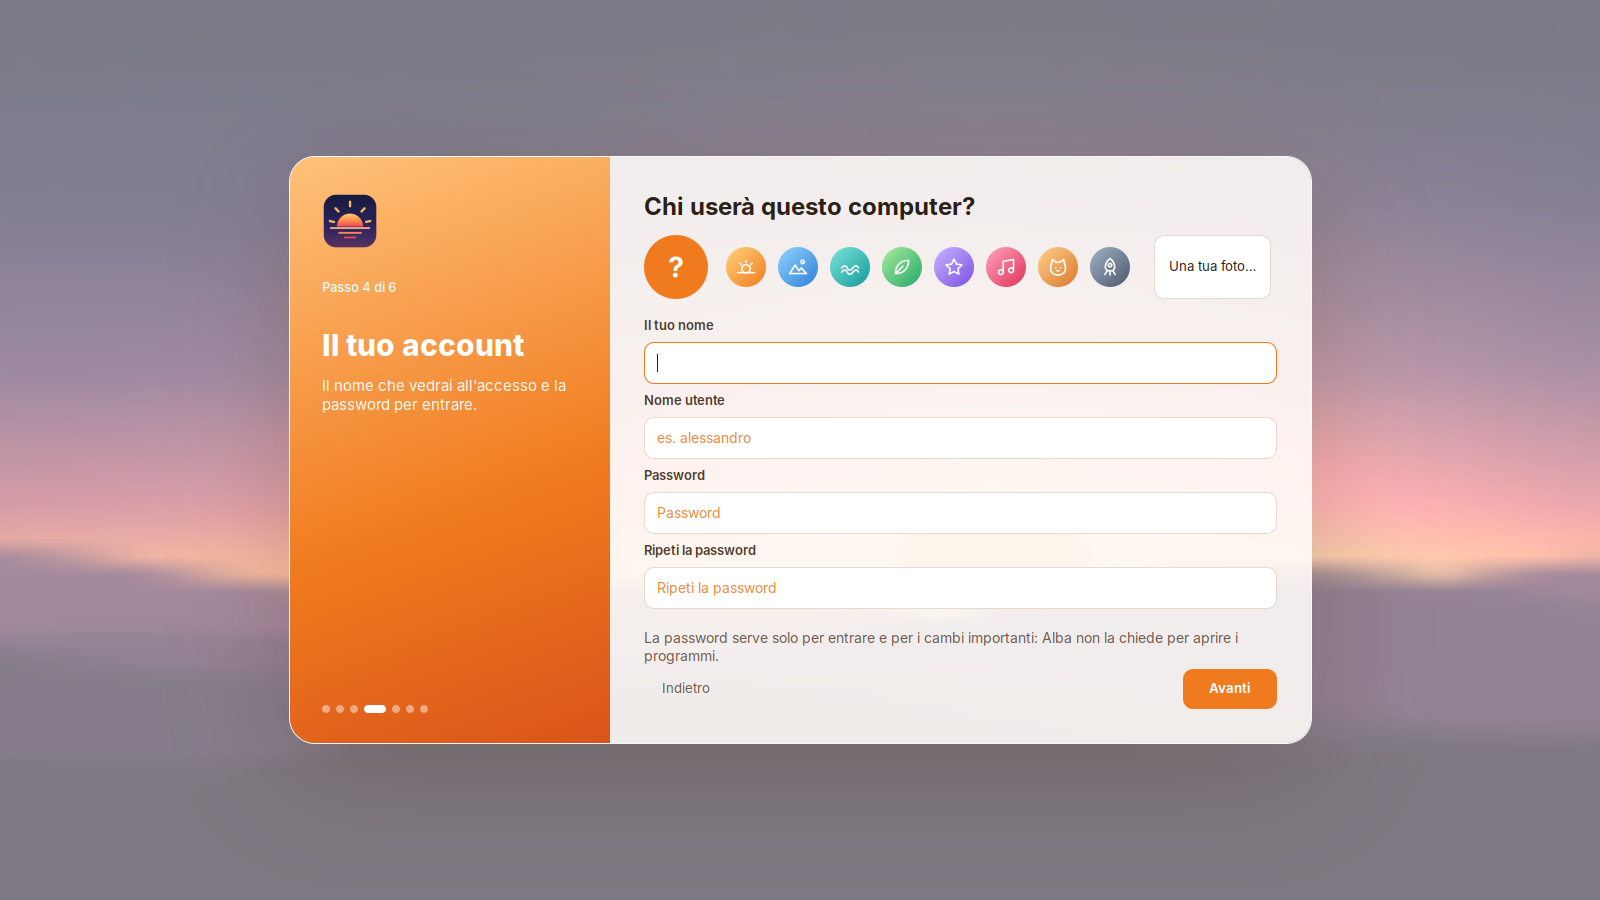 Passo 4 di 6
Il tuo account
Il nome che vedrai all'accesso e la
password per entrare.
Chi userà questo computer?
?
Una tua foto...
Il tuo nome
Nome utente
es. alessandro
Password
Password
Ripeti la password
Ripeti la password
La password serve solo per entrare e per i cambi importanti: Alba non la chiede per aprire i
programmi.
Indietro
Avanti